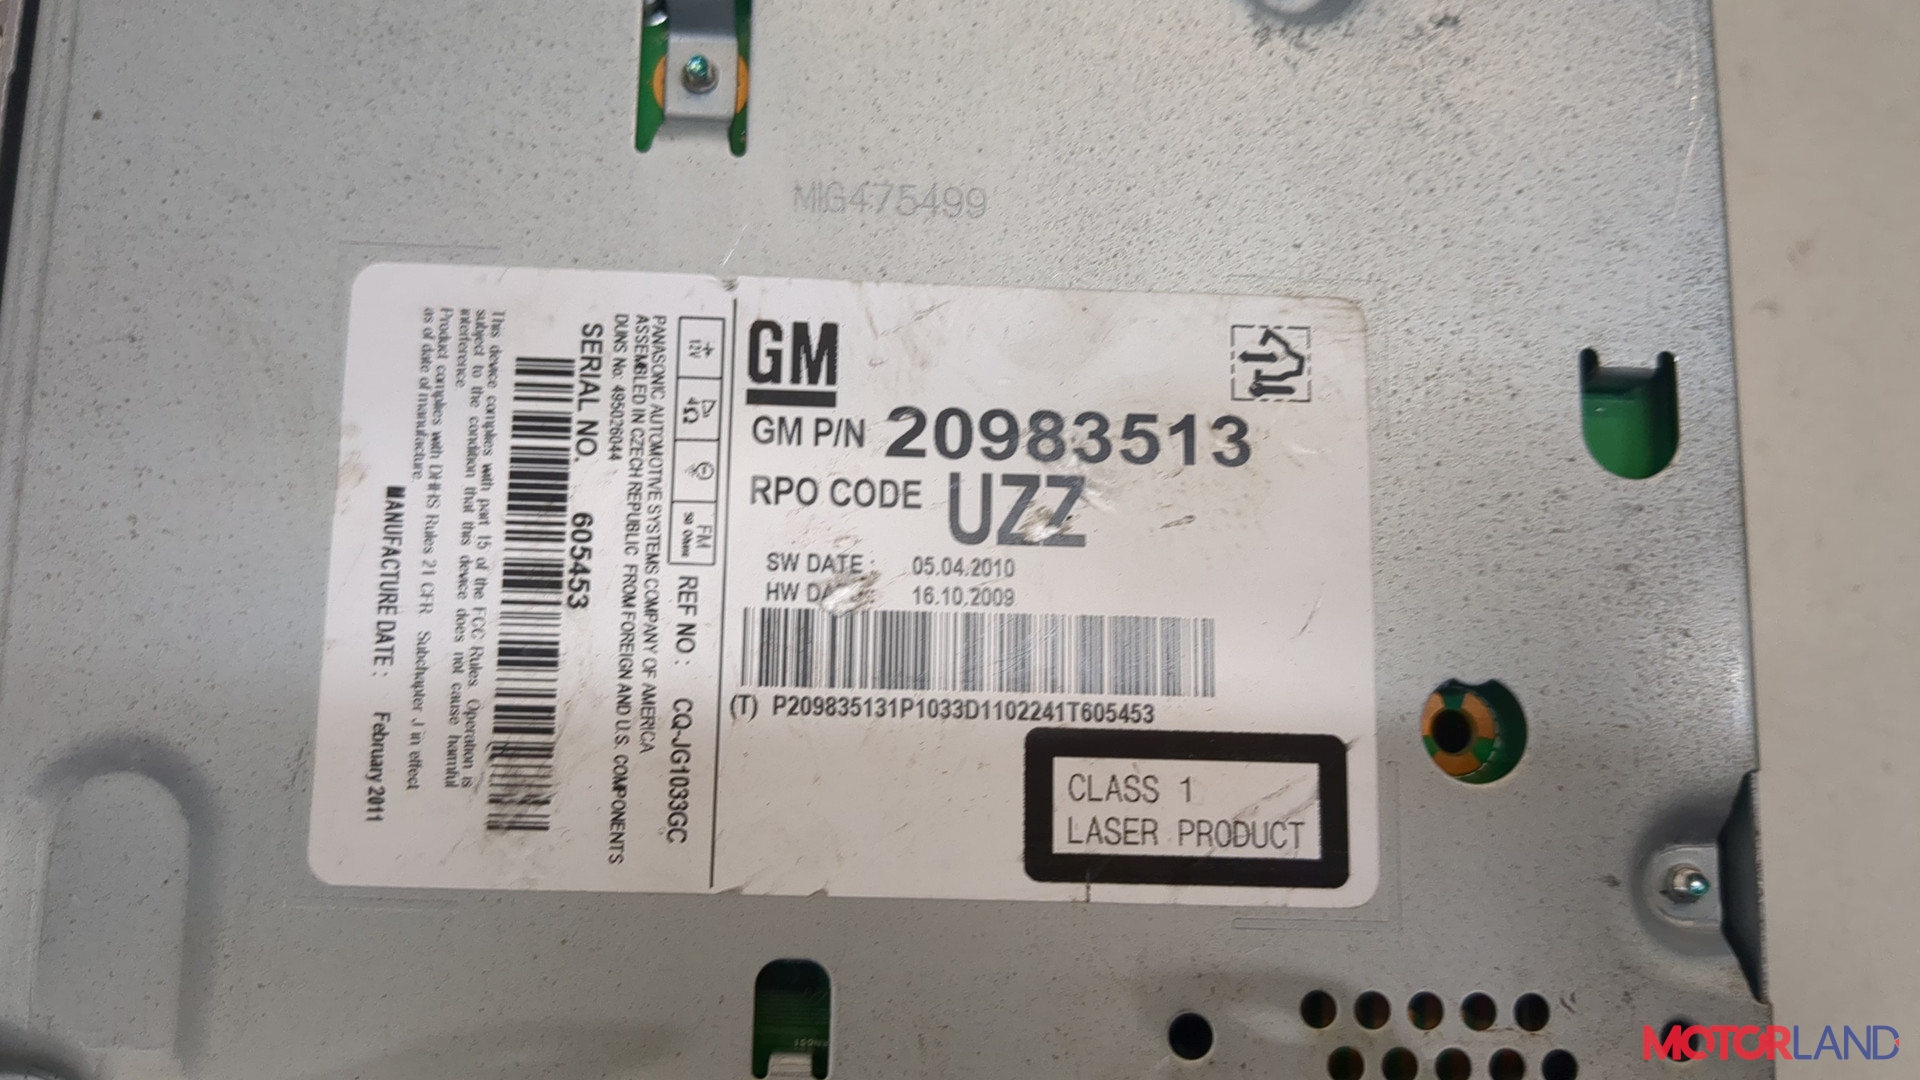 MIG475499
GM
GM P/N 20983513
RPO CODE UZZ
SW DATE : 05.04.2010
HW DATE : 16.10.2009
(T) P209835131P1033D1102241T605453
CLASS 1
LASER PRODUCT
+ 12V
4Ω
FM
50 Ohms
REF NO : CQ-JG1033GC
PANASONIC AUTOMOTIVE SYSTEMS COMPANY OF AMERICA
ASSEMBLED IN CZECH REPUBLIC FROM FOREIGN AND U.S. COMPONENTS
DUNS No: 495026044
SERIAL NO. 605453
This device complies with part 15 of the FCC Rules. Operation is
subject to the condition that this device does not cause harmful
interference.
Product complies with DHHS Rules 21 CFR Subchapter J in effect
as of date of manufacture.
MANUFACTURE DATE : February 2011
MOTORLAND